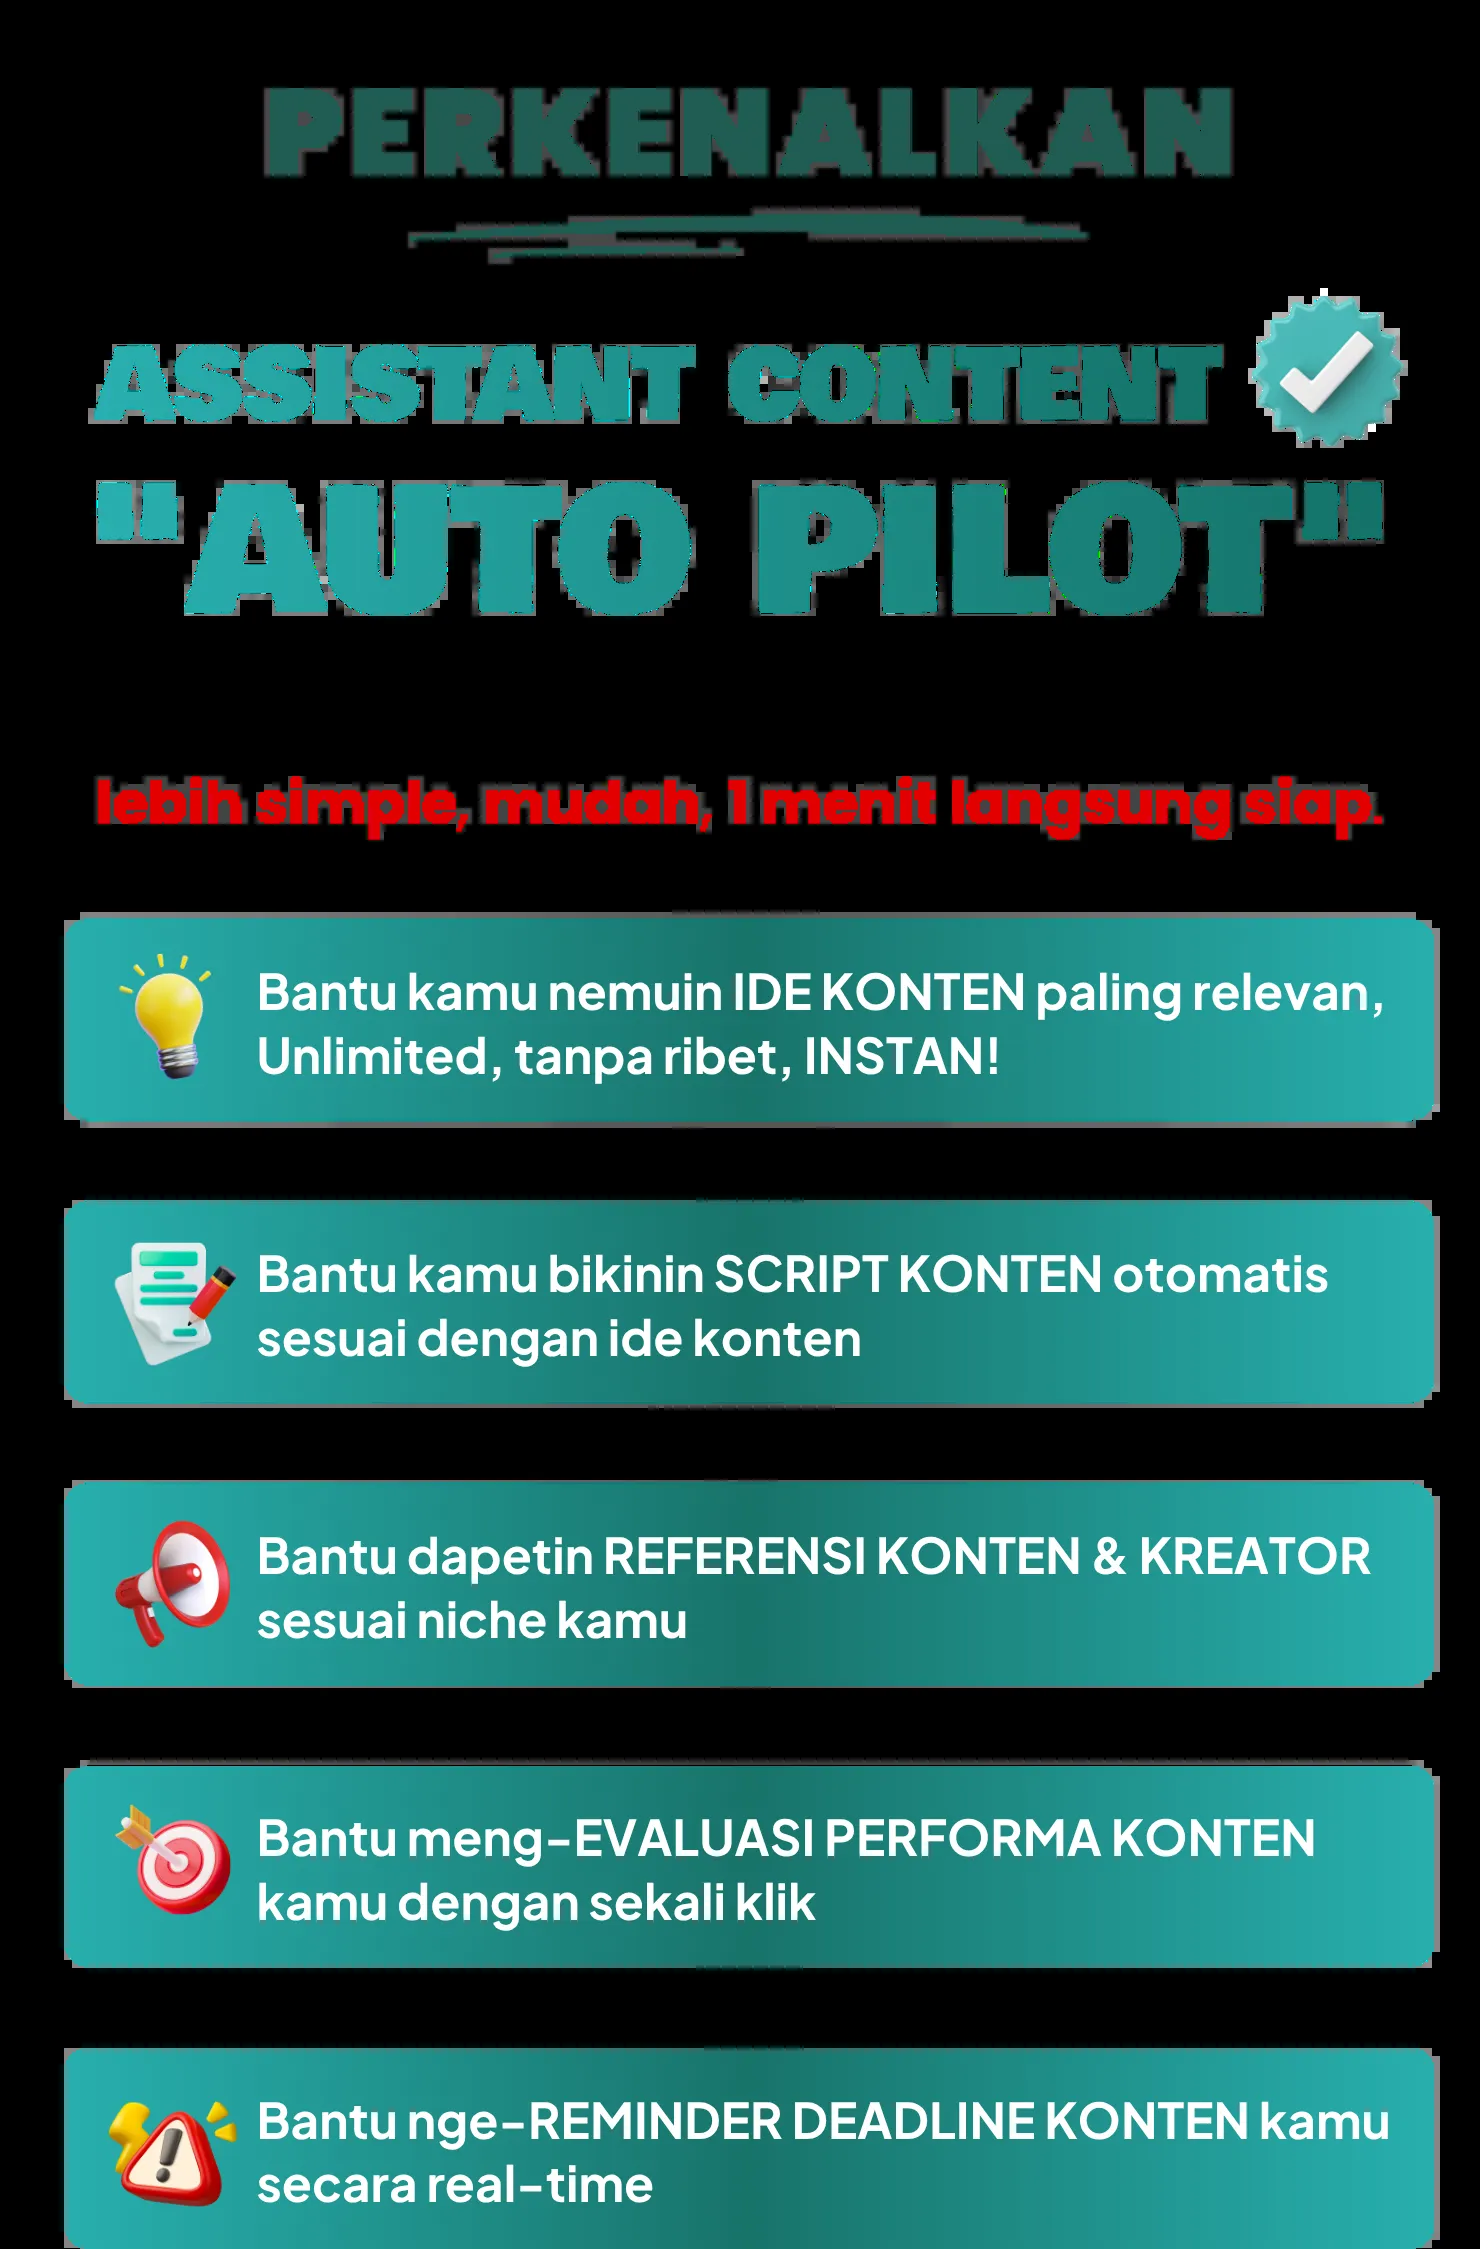 PERKENALKAN
ASSISTANT CONTENT
"AUTO PILOT"
lebih simple, mudah, 1 menit langsung siap.
Bantu kamu nemuin IDE KONTEN paling relevan,
Unlimited, tanpa ribet, INSTAN!
Bantu kamu bikinin SCRIPT KONTEN otomatis
sesuai dengan ide konten
Bantu dapetin REFERENSI KONTEN & KREATOR
sesuai niche kamu
Bantu meng-EVALUASI PERFORMA KONTEN
kamu dengan sekali klik
Bantu nge-REMINDER DEADLINE KONTEN kamu
secara real-time